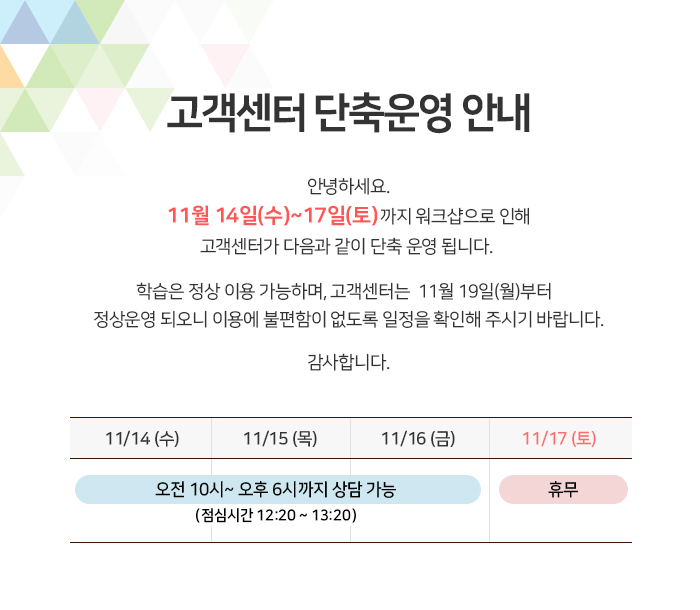 고객센터 단축운영 안내
안녕하세요.
11월 14일(수)~17일(토)까지 워크샵으로 인해
고객센터가 다음과 같이 단축 운영 됩니다.
학습은 정상 이용 가능하며, 고객센터는 11월 19일(월)부터
정상운영 되오니 이용에 불편함이 없도록 일정을 확인해 주시기 바랍니다.
감사합니다.
11/14 (수) 11/15 (목) 11/16 (금) 11/17 (토)
오전 10시~ 오후 6시까지 상담 가능 휴무
(점심시간 12:20 ~ 13:20)